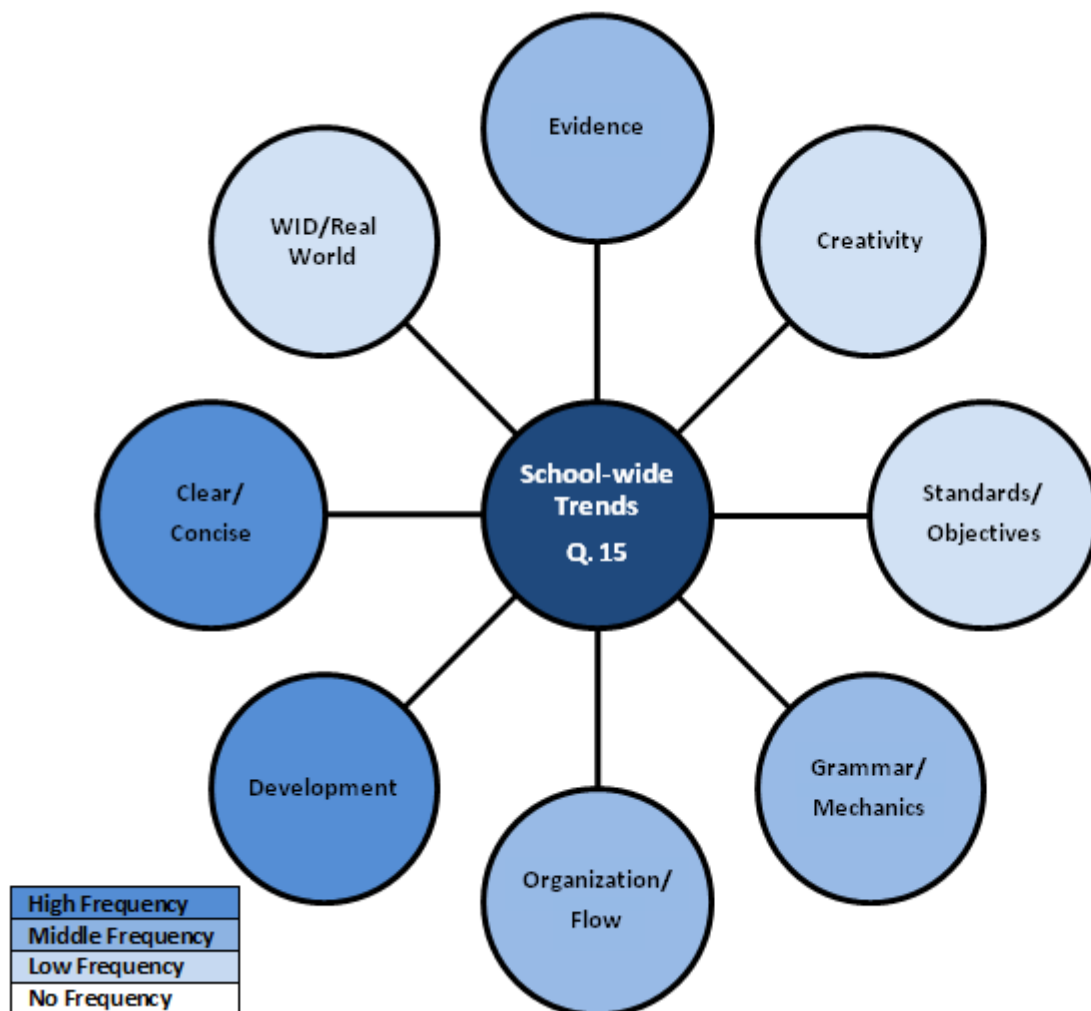 Evidence
WID/Real
World
Creativity
School-wide
Trends
Q. 15
Clear/
Concise
Standards/
Objectives
Development
Grammar/
Mechanics
Organization/
Flow
High Frequency
Middle Frequency
Low Frequency
No Frequency